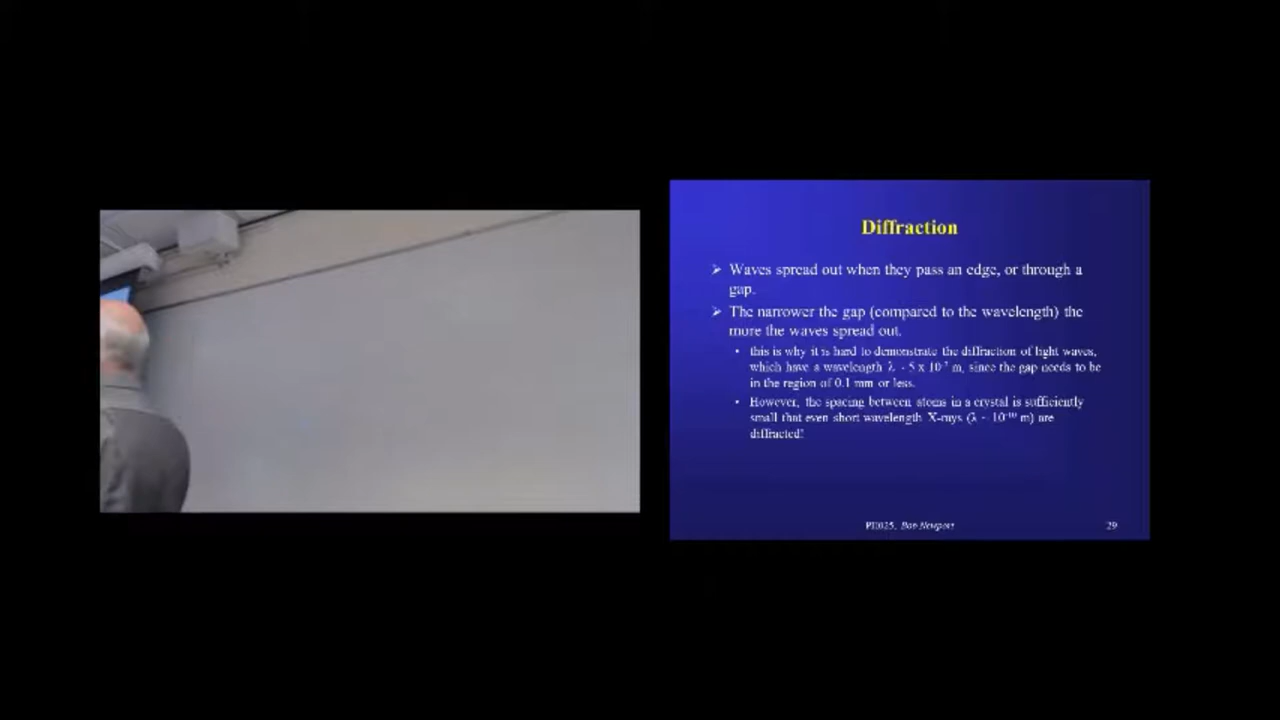 Diffraction
➢ Waves spread out when they pass an edge, or through a
gap.
➢ The narrower the gap (compared to the wavelength) the
more the waves spread out.
• this is why it is hard to demonstrate the diffraction of light waves,
which have a wavelength λ ~ 5 x 10⁻⁷ m, since the gap needs to be
in the region of 0.1 mm or less.
• However, the spacing between atoms in a crystal is sufficiently
small that even short wavelength X-rays (λ ~ 10⁻¹⁰ m) are
diffracted!
PH025, Bob Newport
29